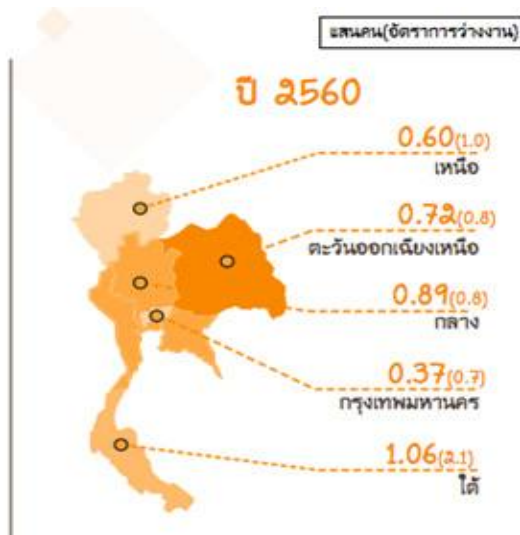 แสนคน(อัตราการว่างงาน)
ปี 2560
0.60(1.0)
เหนือ
0.72(0.8)
ตะวันออกเฉียงเหนือ
0.89(0.8)
กลาง
0.37(0.7)
กรุงเทพมหานคร
1.06(2.1)
ใต้